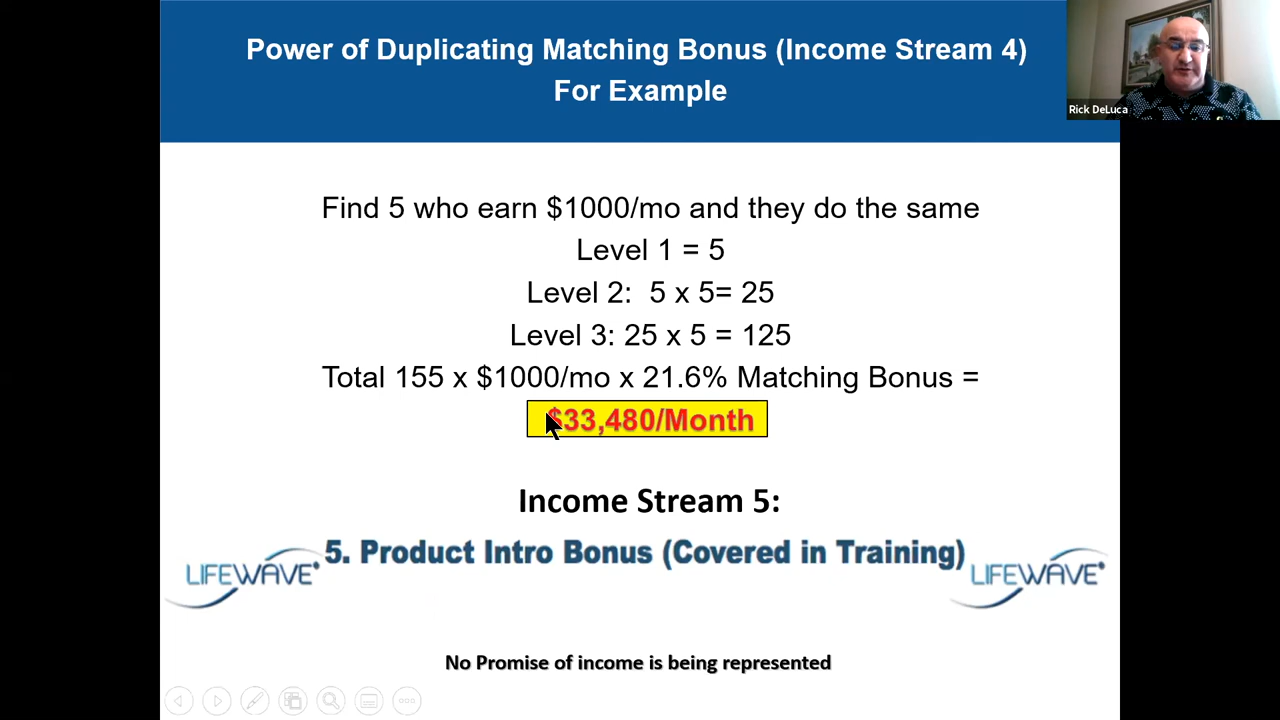 Power of Duplicating Matching Bonus (Income Stream 4)
For Example
Rick DeLuca
Find 5 who earn $1000/mo and they do the same
Level 1 = 5
Level 2: 5 x 5= 25
Level 3: 25 x 5 = 125
Total 155 x $1000/mo x 21.6% Matching Bonus =
$33,480/Month
Income Stream 5:
5. Product Intro Bonus (Covered in Training)
LIFEWAVE
LIFEWAVE
No Promise of income is being represented